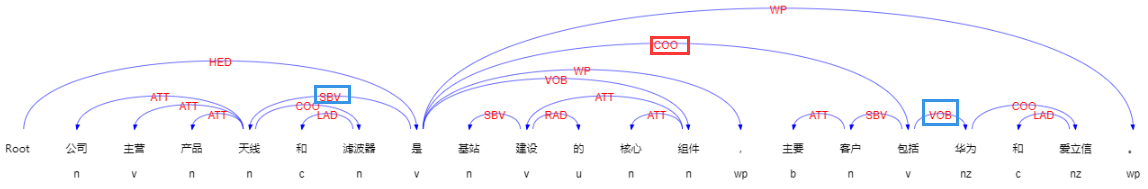 WP
COO
HED
WP
VOB
ATT SBV ATT
ATT COO COO
ATT LAD SBV RAD ATT ATT SBV VOB LAD
Root 公司 主营 产品 天线 和 滤波器 是 基站 建设 的 核心 组件 , 主要 客户 包括 华为 和 爱立信 。
n v n n c n v n v u n n wp b n v nz c nz wp